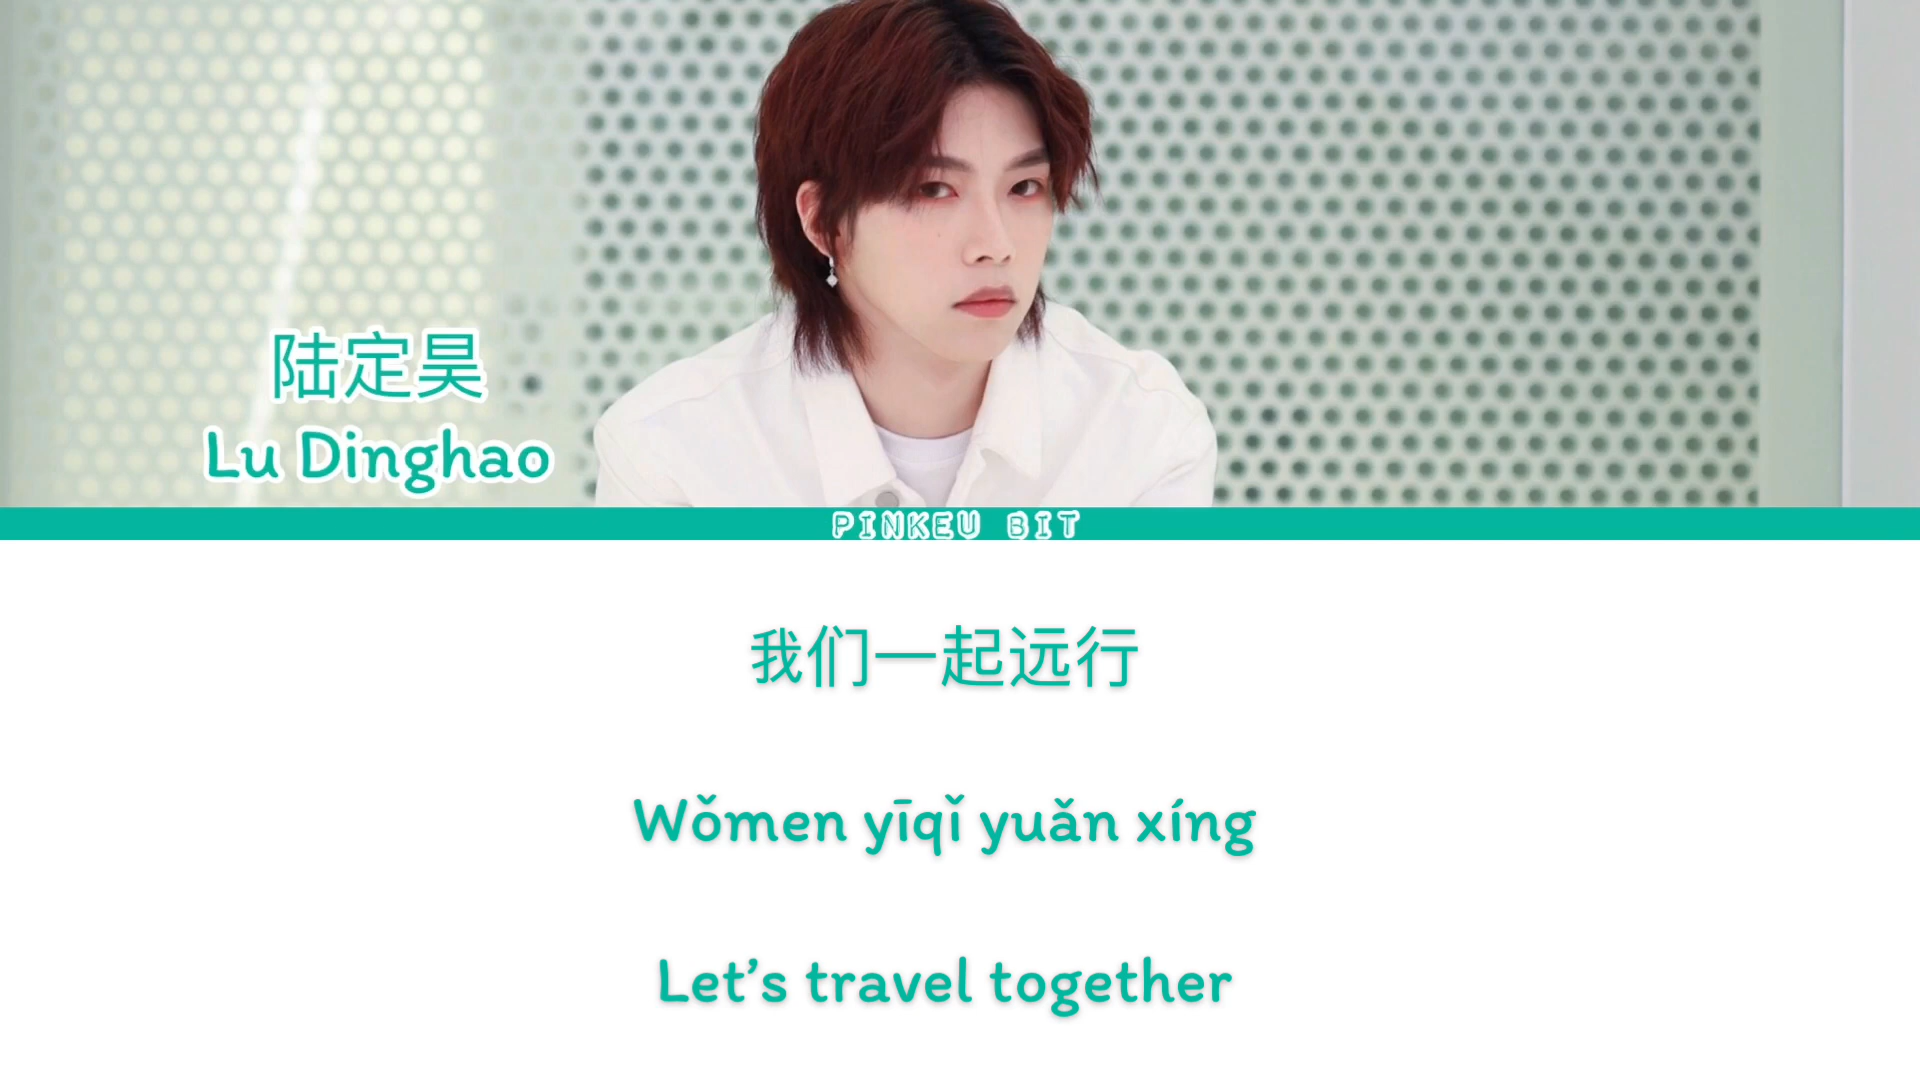 陆定昊
Lu Dinghao
PINKEU BIT
我们一起远行
Wǒmen yīqǐ yuǎn xíng
Let’s travel together